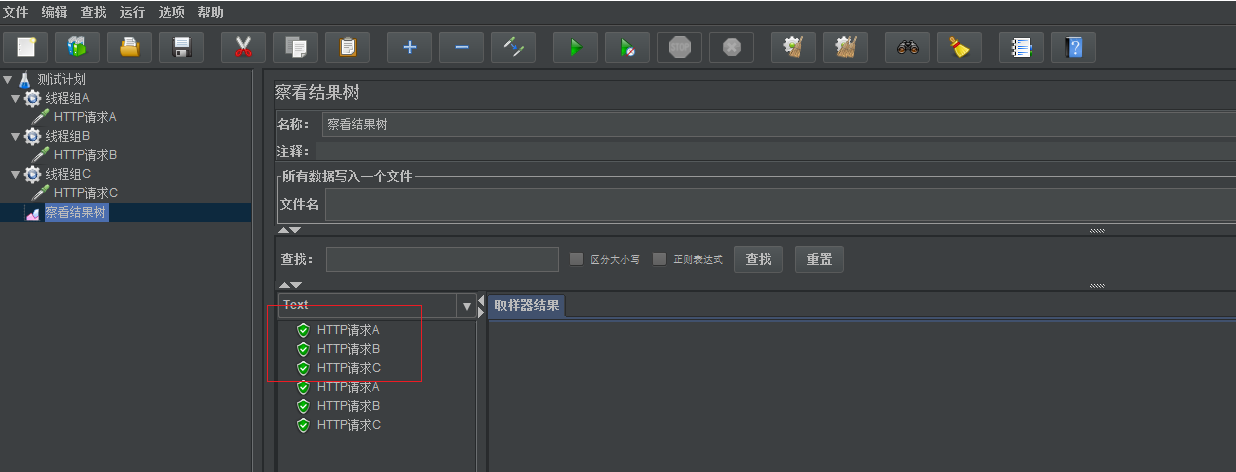 文件 编辑 查找 运行 选项 帮助
STOP
测试计划
线程组A
HTTP请求A
线程组B
HTTP请求B
线程组C
HTTP请求C
察看结果树
察看结果树
名称： 察看结果树
注释：
所有数据写入一个文件
文件名
查找： 区分大小写 正则表达式 查找 重置
Text
取样器结果
HTTP请求A
HTTP请求B
HTTP请求C
HTTP请求A
HTTP请求B
HTTP请求C